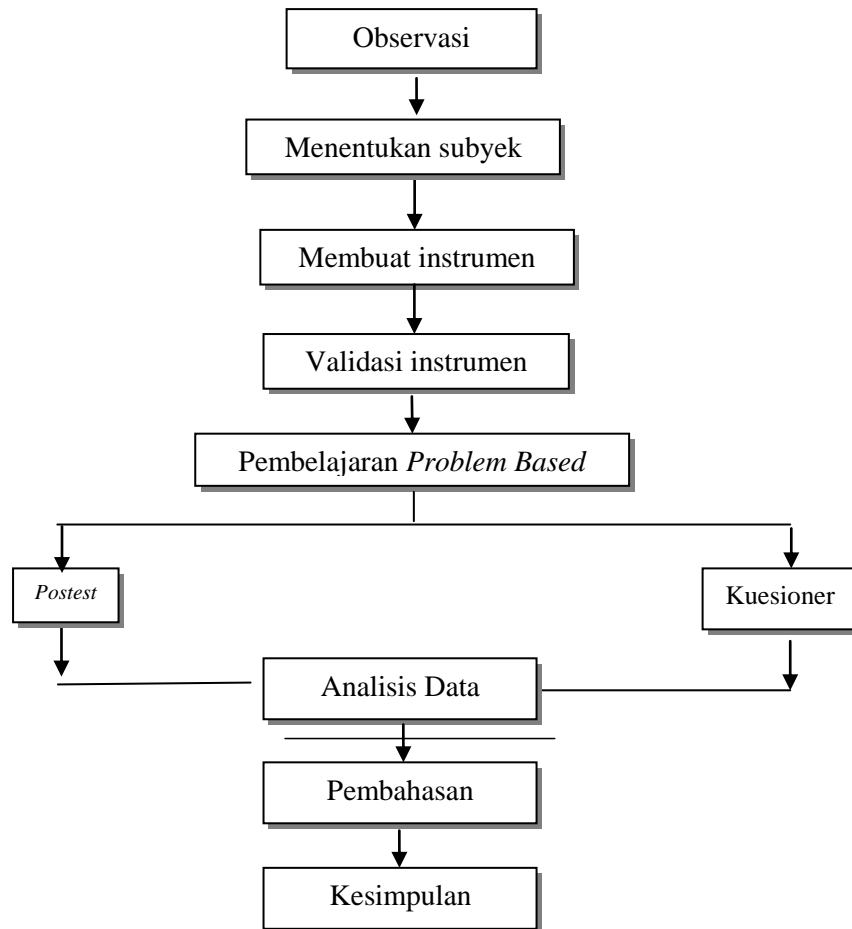 Observasi
Menentukan subyek
Membuat instrumen
Validasi instrumen
Pembelajaran Problem Based
Postest
Kuesioner
Analisis Data
Pembahasan
Kesimpulan